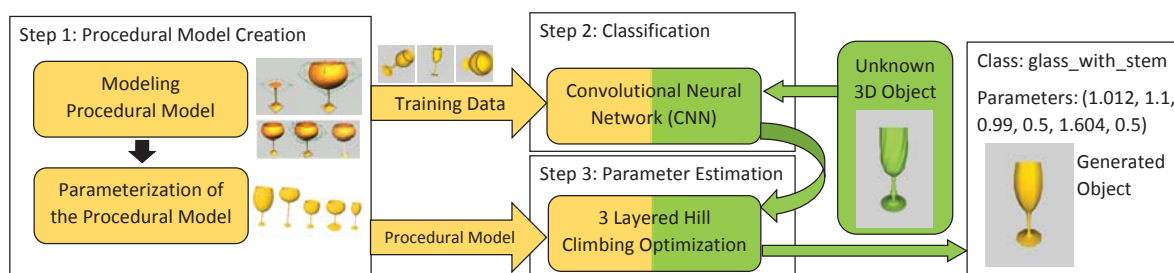 Step 1: Procedural Model Creation
Modeling
Procedural Model
Parameterization of
the Procedural Model
Training Data
Procedural Model
Step 2: Classification
Convolutional Neural
Network (CNN)
Step 3: Parameter Estimation
3 Layered Hill
Climbing Optimization
Unknown
3D Object
Class: glass_with_stem
Parameters: (1.012, 1.1,
0.99, 0.5, 1.604, 0.5)
Generated
Object